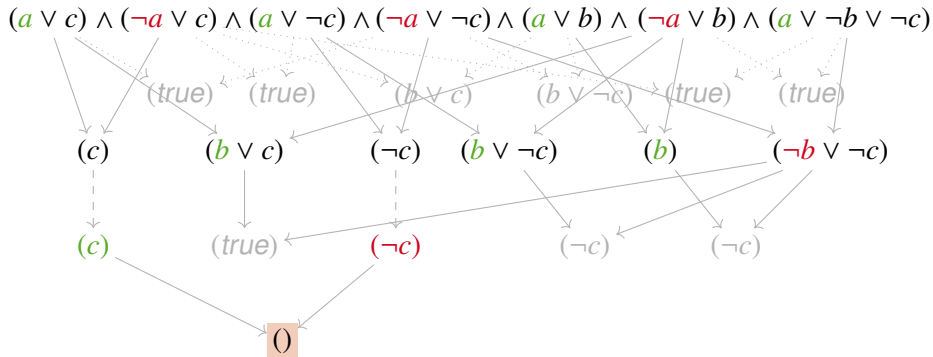 (a ∨ c) ∧ (¬a ∨ c) ∧ (a ∨ ¬c) ∧ (¬a ∨ ¬c) ∧ (a ∨ b) ∧ (¬a ∨ b) ∧ (a ∨ ¬b ∨ ¬c)
(true) (true) (b ∨ c) (b ∨ ¬c) (true) (true)
(c) (b ∨ c) (¬c) (b ∨ ¬c) (b) (¬b ∨ ¬c)
(c) (true) (¬c) (¬c) (¬c)
()